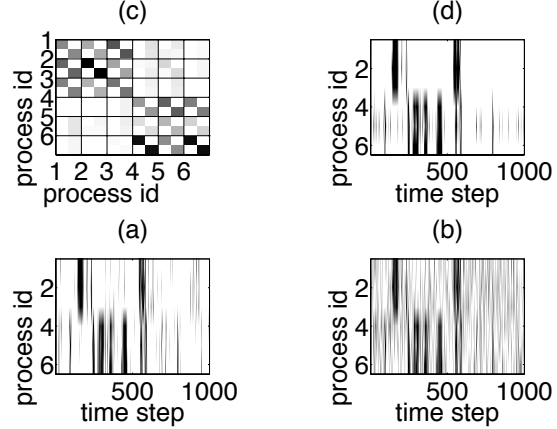 (c)
1
2
3
4
5
6
process id
1 2 3 4 5 6
process id
(d)
2
4
6
process id
500 1000
time step
(a)
2
4
6
process id
500 1000
time step
(b)
2
4
6
process id
500 1000
time step